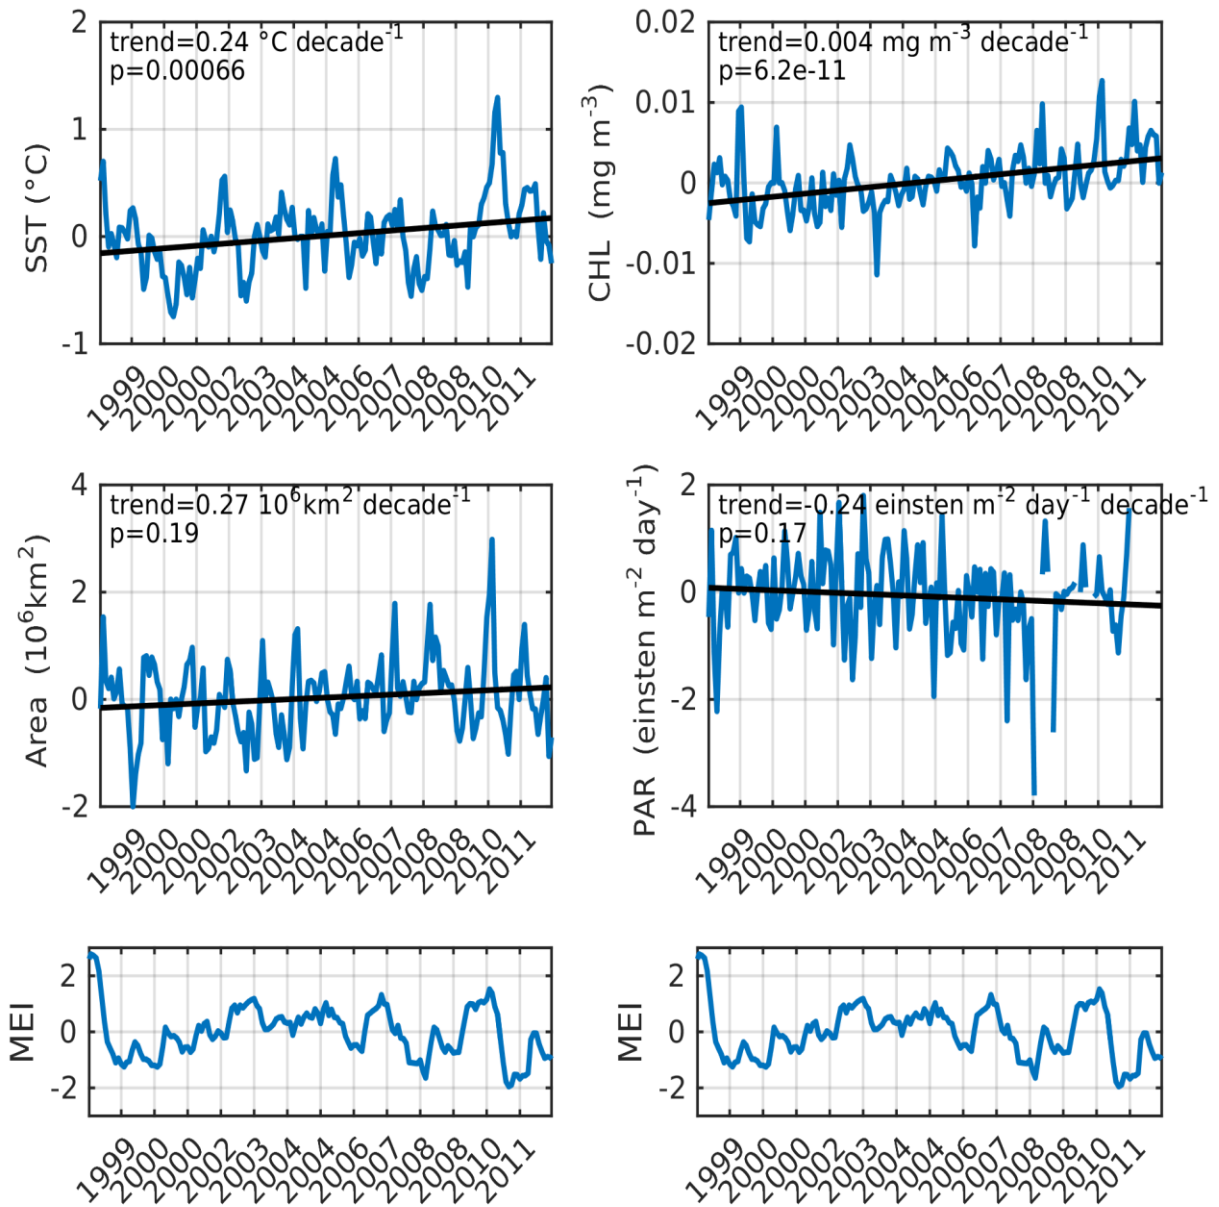 trend=0.24 °C decade⁻¹
p=0.00066
2
1
0
-1
SST (°C)
1999 2000 2000 2002 2003 2004 2004 2006 2007 2008 2008 2010 2011
trend=0.004 mg m⁻³ decade⁻¹
p=6.2e-11
0.02
0.01
0
-0.01
-0.02
CHL (mg m⁻³)
1999 2000 2000 2002 2003 2004 2004 2006 2007 2008 2008 2010 2011
trend=0.27 10⁶km² decade⁻¹
p=0.19
4
2
0
-2
Area (10⁶km²)
1999 2000 2000 2002 2003 2004 2004 2006 2007 2008 2008 2010 2011
trend=-0.24 einsten m⁻² day⁻¹ decade⁻¹
p=0.17
2
0
-2
-4
PAR (einsten m⁻² day⁻¹)
1999 2000 2000 2002 2003 2004 2004 2006 2007 2008 2008 2010 2011
2
0
-2
MEI
1999 2000 2000 2002 2003 2004 2004 2006 2007 2008 2008 2010 2011
2
0
-2
MEI
1999 2000 2000 2002 2003 2004 2004 2006 2007 2008 2008 2010 2011